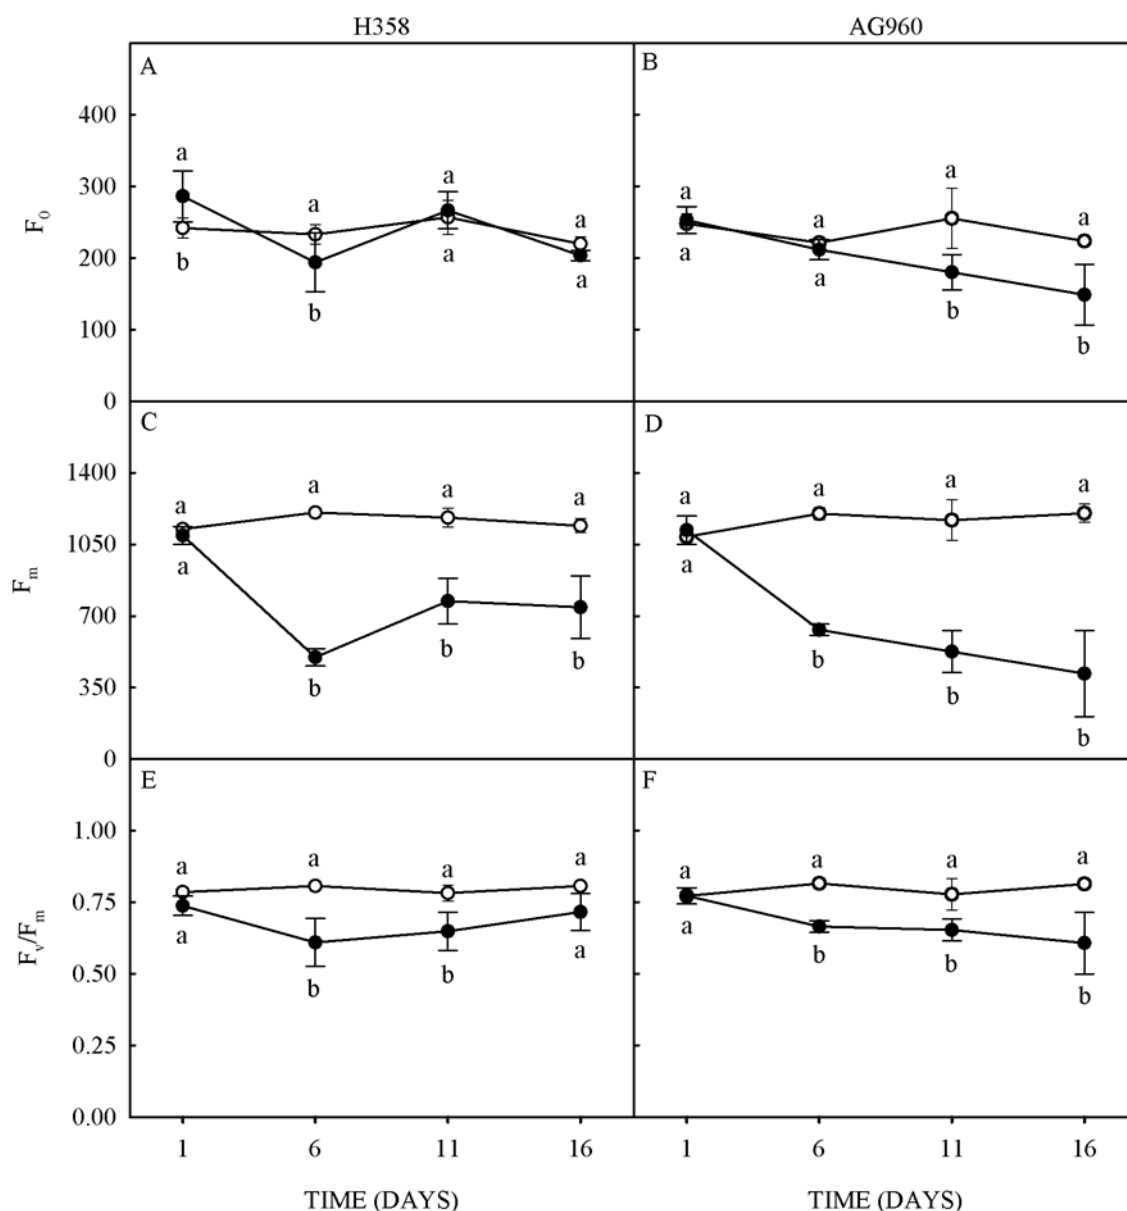 H358 AG960
A B
400
a a a a a a a a
300
F0
200
b b a a a a b b
100
0
C D
1400
a a a a a a a a
1050
Fm
a a
700
b b b b b b
350
0
E F
1.00
a a a a a a a a
0.75
Fv/Fm
a b b a a b b b
0.50
0.25
0.00
1 6 11 16 1 6 11 16
TIME (DAYS) TIME (DAYS)